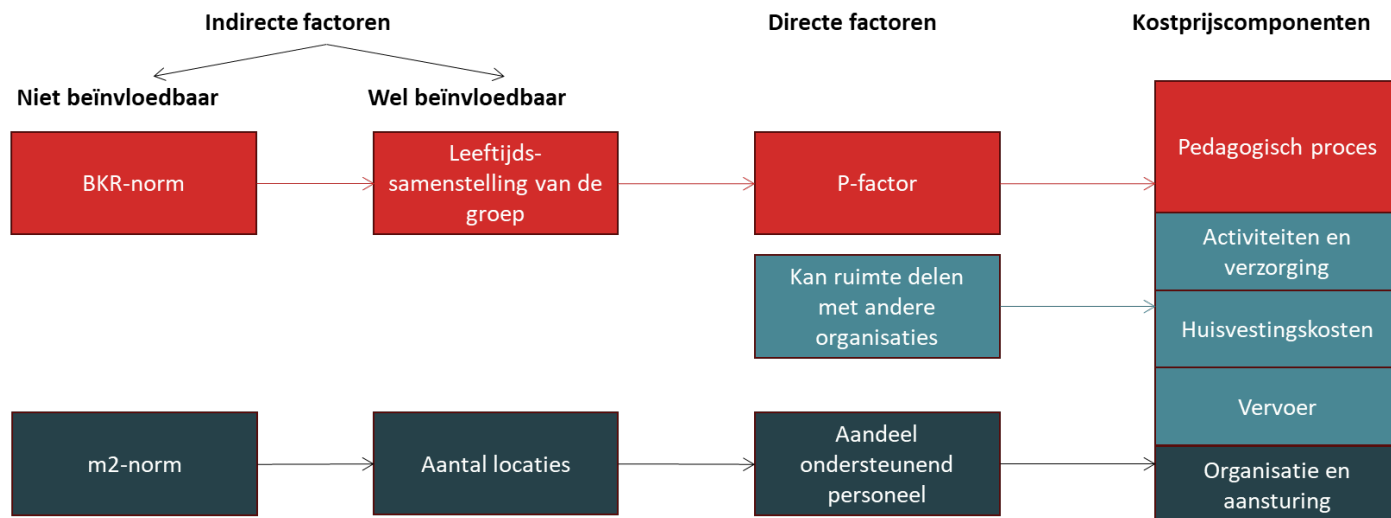 Indirecte factoren
Directe factoren
Kostprijscomponenten
Niet beïnvloedbaar
Wel beïnvloedbaar
BKR-norm
Leeftijds-
samenstelling van de
groep
P-factor
Pedagogisch proces
Kan ruimte delen
met andere
organisaties
Activiteiten en
verzorging
Huisvestingskosten
Vervoer
m2-norm
Aantal locaties
Aandeel
ondersteunend
personeel
Organisatie en
aansturing